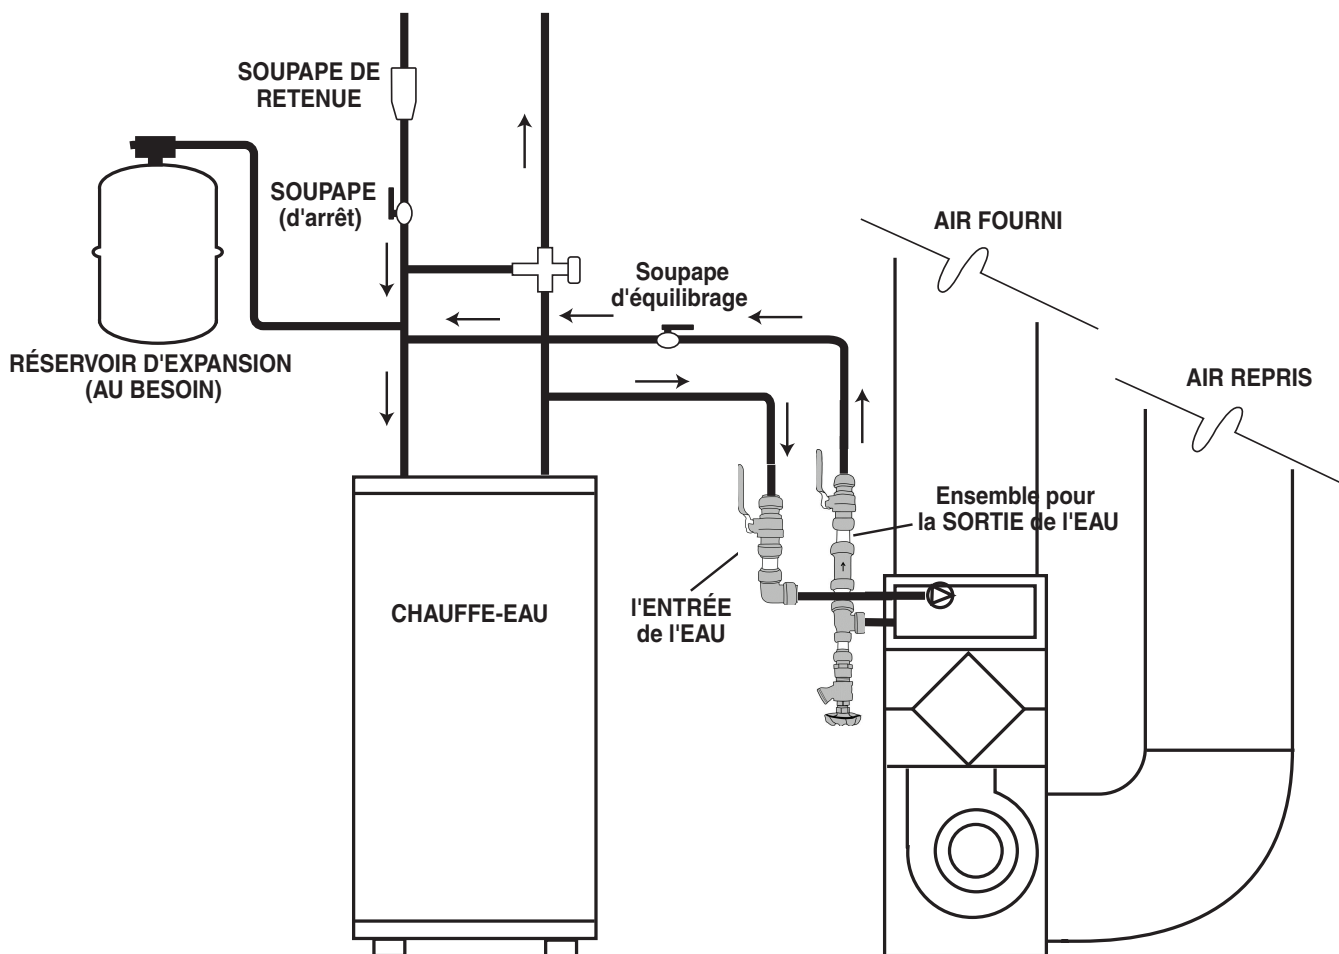 SOUPAPE DE
RETENUE
SOUPAPE
(d'arrêt)
AIR FOURNI
Soupape
d'équilibrage
RÉSERVOIR D'EXPANSION
(AU BESOIN)
AIR REPRIS
Ensemble pour
la SORTIE de l'EAU
CHAUFFE-EAU
l'ENTRÉE
de l'EAU